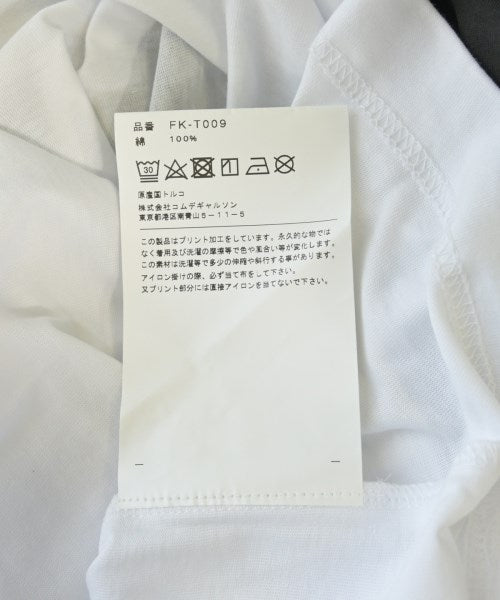 品番 FK-T009
綿 100%
30
原産国トルコ
株式会社コムデギャルソン
東京都港区南青山5-11-5
この製品はプリント加工をしています。永久的な物では
なく着用及び洗濯の摩擦等で色や風合い等が変化します。
この素材は洗濯等で多少の伸縮や斜行する事があります。
アイロン掛けの際、必ず当て布をして下さい。
又プリント部分には直接アイロンを当てないで下さい。